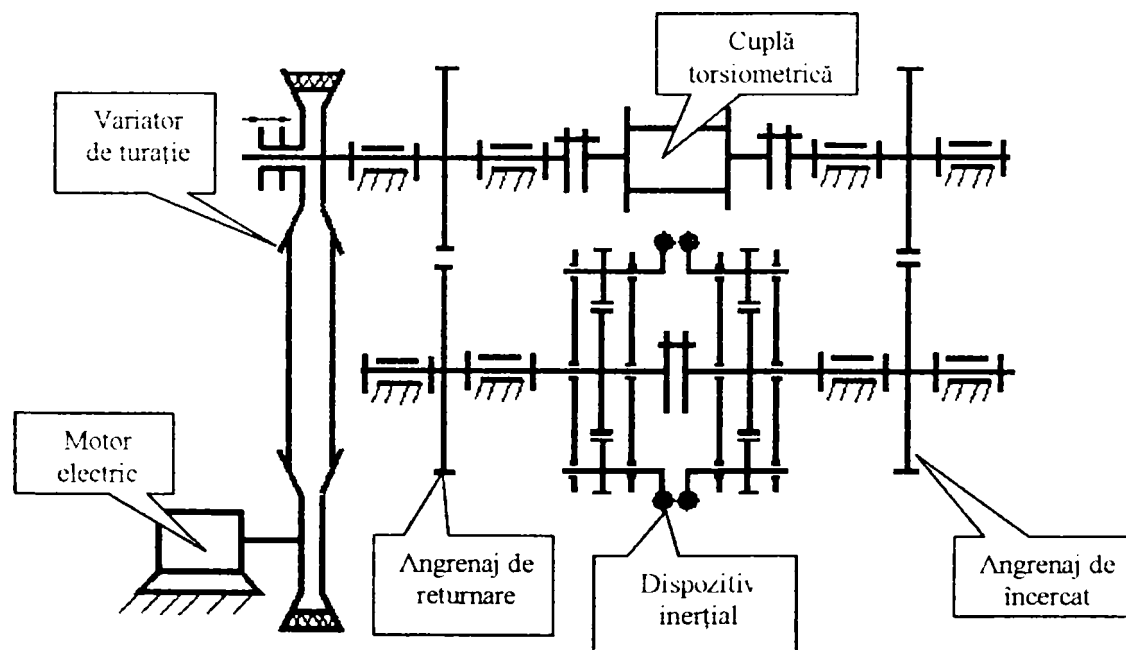 Cuplă
torsiometrică
Variator
de turație
Motor
electric
Angrenaj de
returnare
Dispozitiv
inerțial
Angrenaj de
încercat